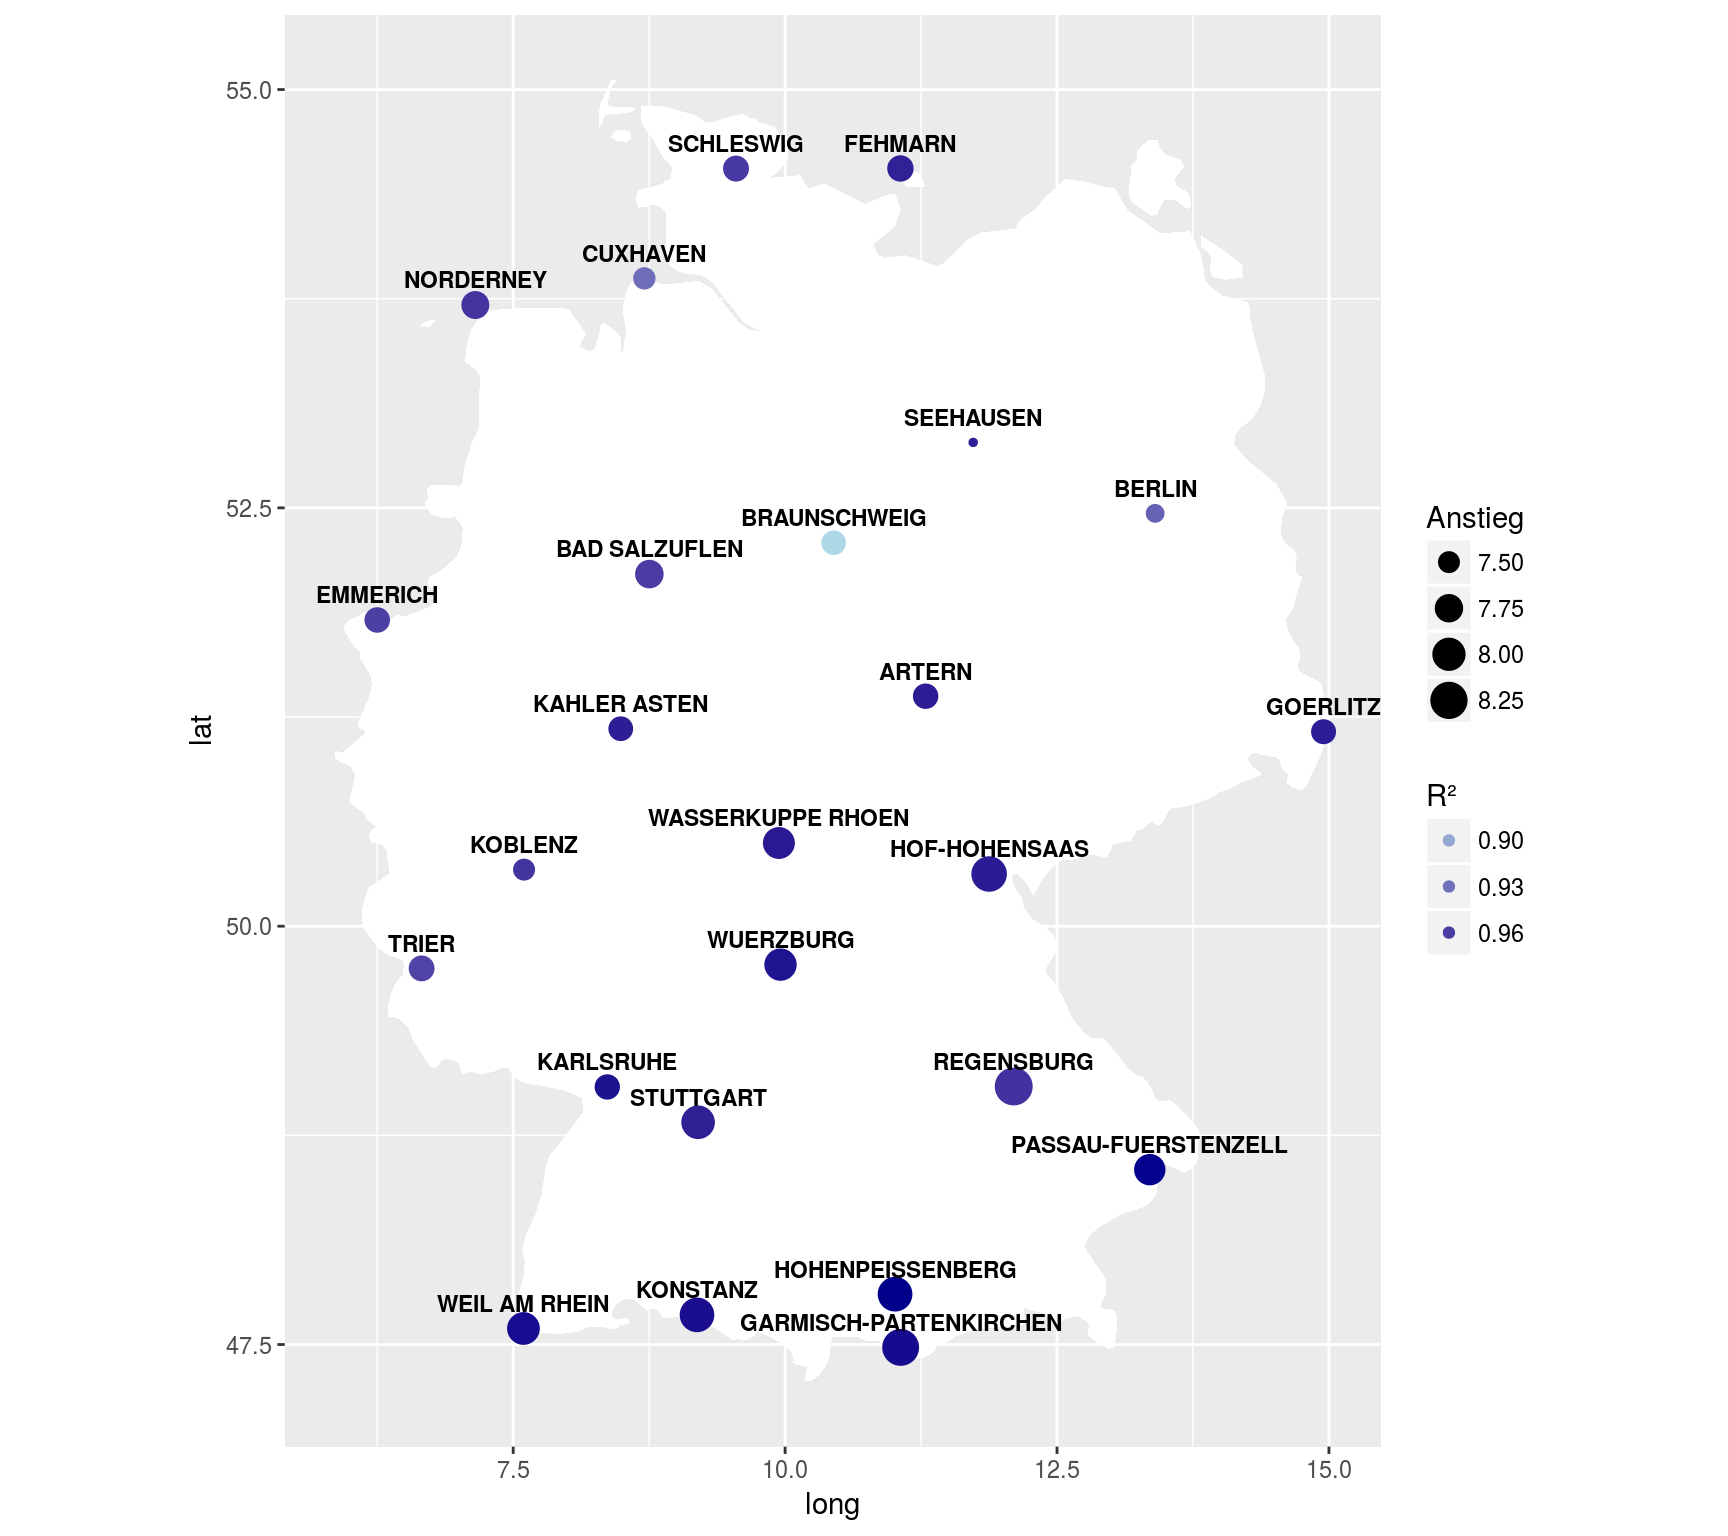 55.0
SCHLESWIG
FEHMARN
CUXHAVEN
NORDERNEY
SEEHAUSEN
BERLIN
52.5
BRAUNSCHWEIG
BAD SALZUFLEN
EMMERICH
ARTERN
KAHLER ASTEN
GOERLITZ
lat
WASSERKUPPE RHOEN
KOBLENZ
HOF-HOHENSAAS
50.0
TRIER
WUERZBURG
KARLSRUHE
REGENSBURG
STUTTGART
PASSAU-FUERSTENZELL
HOHENPEISSENBERG
KONSTANZ
WEIL AM RHEIN
GARMISCH-PARTENKIRCHEN
47.5
7.5 10.0 12.5 15.0
long
Anstieg
7.50
7.75
8.00
8.25
R²
0.90
0.93
0.96